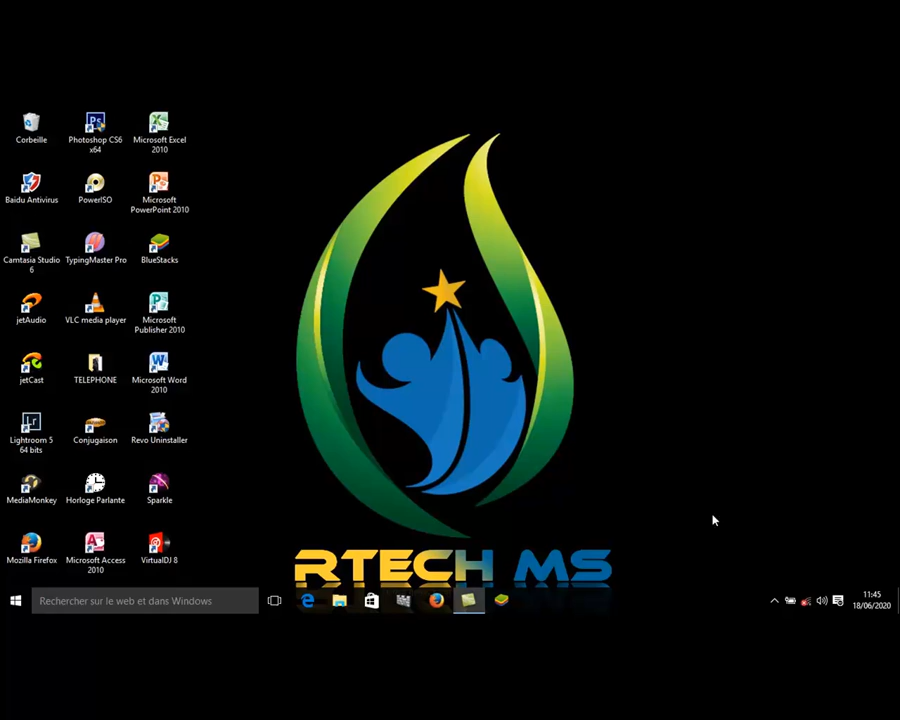 Corbeille
Photoshop CS6
x64
Microsoft Excel
2010
Baidu Antivirus
PowerISO
Microsoft
PowerPoint 2010
Camtasia Studio
6
TypingMaster Pro
BlueStacks
jetAudio
VLC media player
Microsoft
Publisher 2010
jetCast
TELEPHONE
Microsoft Word
2010
Lightroom 5
64 bits
Conjugaison
Revo Uninstaller
MediaMonkey
Horloge Parlante
Sparkle
Mozilla Firefox
Microsoft Access
2010
VirtualDJ 8
RTECH MS
Rechercher sur le web et dans Windows
11:45
18/06/2020